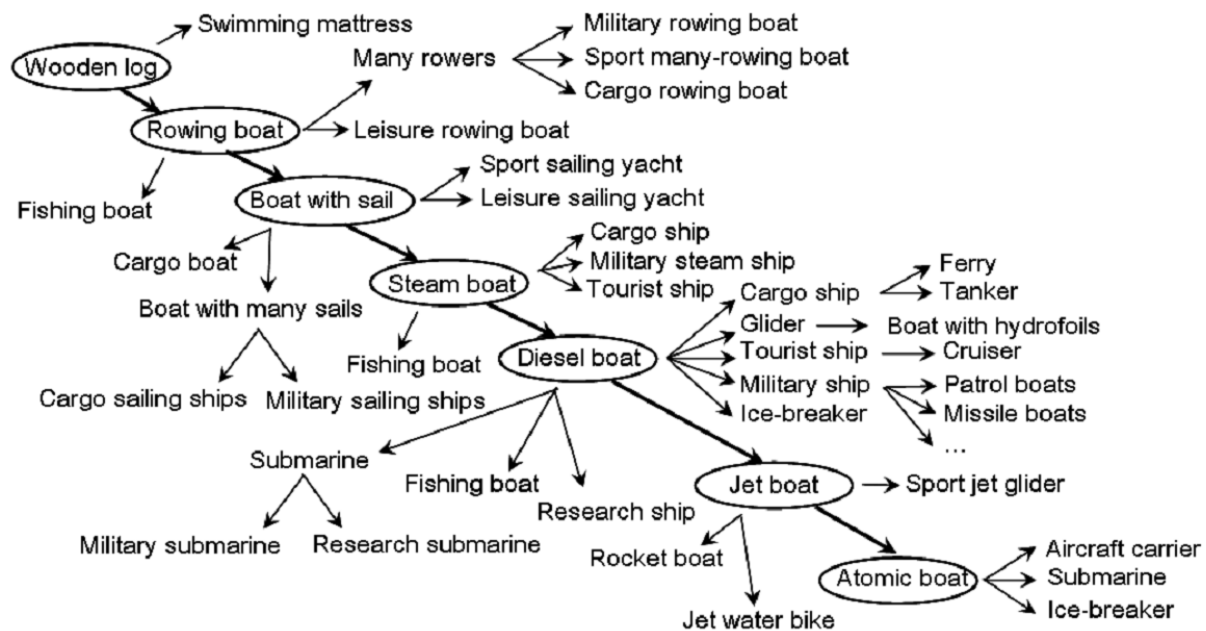 Swimming mattress
Wooden log
Many rowers
Military rowing boat
Sport many-rowing boat
Cargo rowing boat
Rowing boat
Leisure rowing boat
Fishing boat
Boat with sail
Sport sailing yacht
Leisure sailing yacht
Cargo boat
Boat with many sails
Cargo sailing ships
Military sailing ships
Steam boat
Cargo ship
Military steam ship
Tourist ship
Fishing boat
Diesel boat
Cargo ship
Ferry
Tanker
Glider
Boat with hydrofoils
Tourist ship
Cruiser
Military ship
Patrol boats
Missile boats
...
Ice-breaker
Submarine
Military submarine
Research submarine
Fishing boat
Research ship
Jet boat
Sport jet glider
Rocket boat
Jet water bike
Atomic boat
Aircraft carrier
Submarine
Ice-breaker